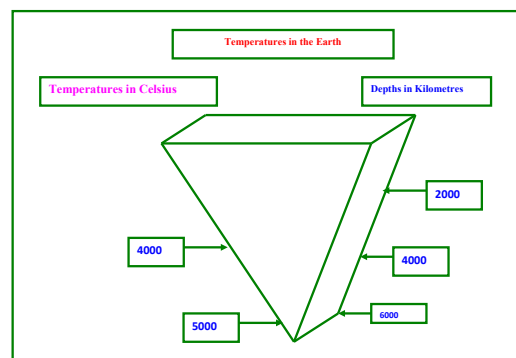 Temperatures in the Earth
Temperatures in Celsius
Depths in Kilometres
2000
4000
4000
6000
5000